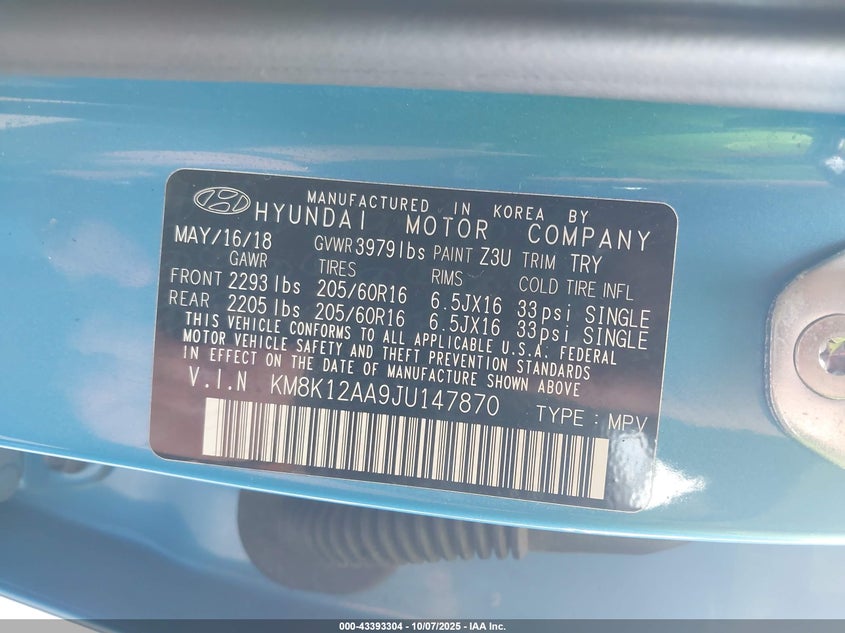 MANUFACTURED IN KOREA BY
HYUNDAI MOTOR COMPANY
MAY/16/18 GVWR 3979lbs PAINT Z3U TRIM TRY
GAWR TIRES RIMS COLD TIRE INFL
FRONT 2293 lbs 205/60R16 6.5JX16 33psi SINGLE
REAR 2205 lbs 205/60R16 6.5JX16 33psi SINGLE
THIS VEHICLE CONFORMS TO ALL APPLICABLE U.S.A. FEDERAL
MOTOR VEHICLE SAFETY AND THEFT PREVENTION STANDARDS
IN EFFECT ON THE DATE OF MANUFACTURE SHOWN ABOVE
V.I.N KM8K12AA9JU147870
TYPE : MPV
000-43393304 | 10/07/2025 - IAA Inc.